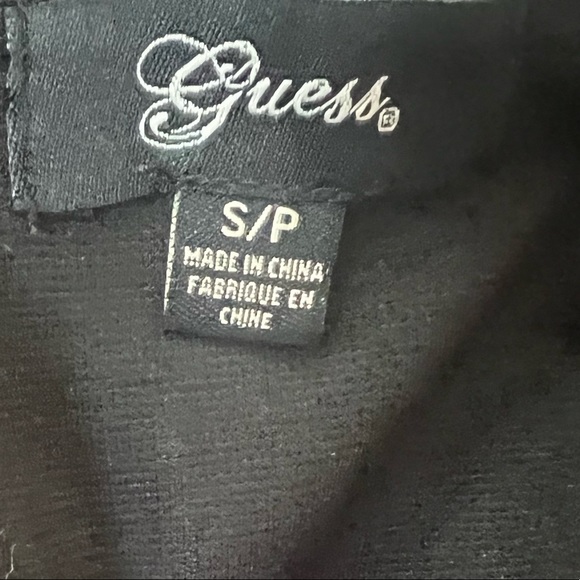 Guess®
S/P
MADE IN CHINA
FABRIQUE EN
CHINE